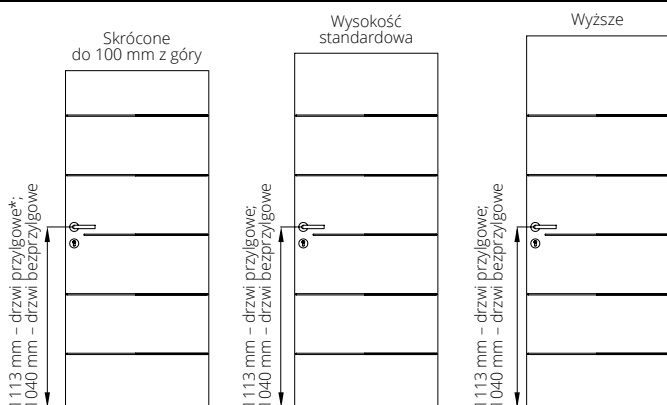 Skrócone
do 100 mm z góry
1113 mm – drzwi przylgowe*;
1040 mm – drzwi bezprzylgowe
Wysokość
standardowa
1113 mm – drzwi przylgowe;
1040 mm – drzwi bezprzylgowe
Wyższe
1113 mm – drzwi przylgowe;
1040 mm – drzwi bezprzylgowe